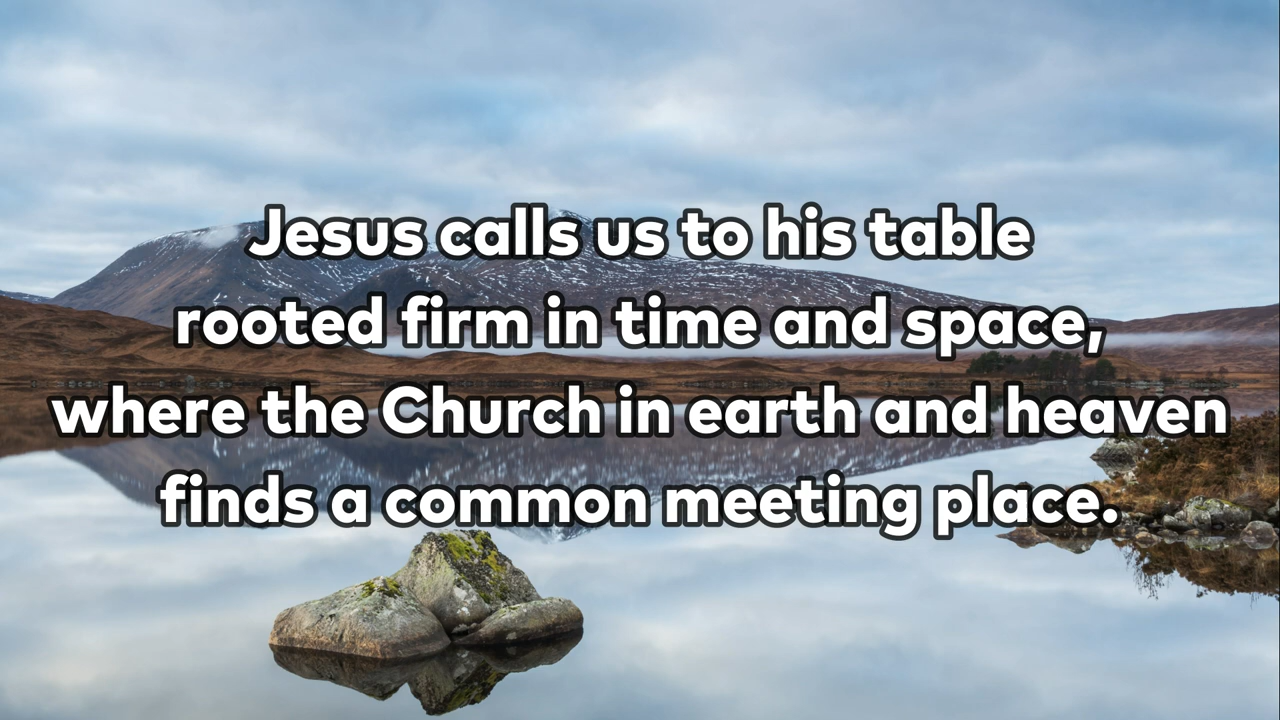 Jesus calls us to his table
rooted firm in time and space,
where the Church in earth and heaven
finds a common meeting place.